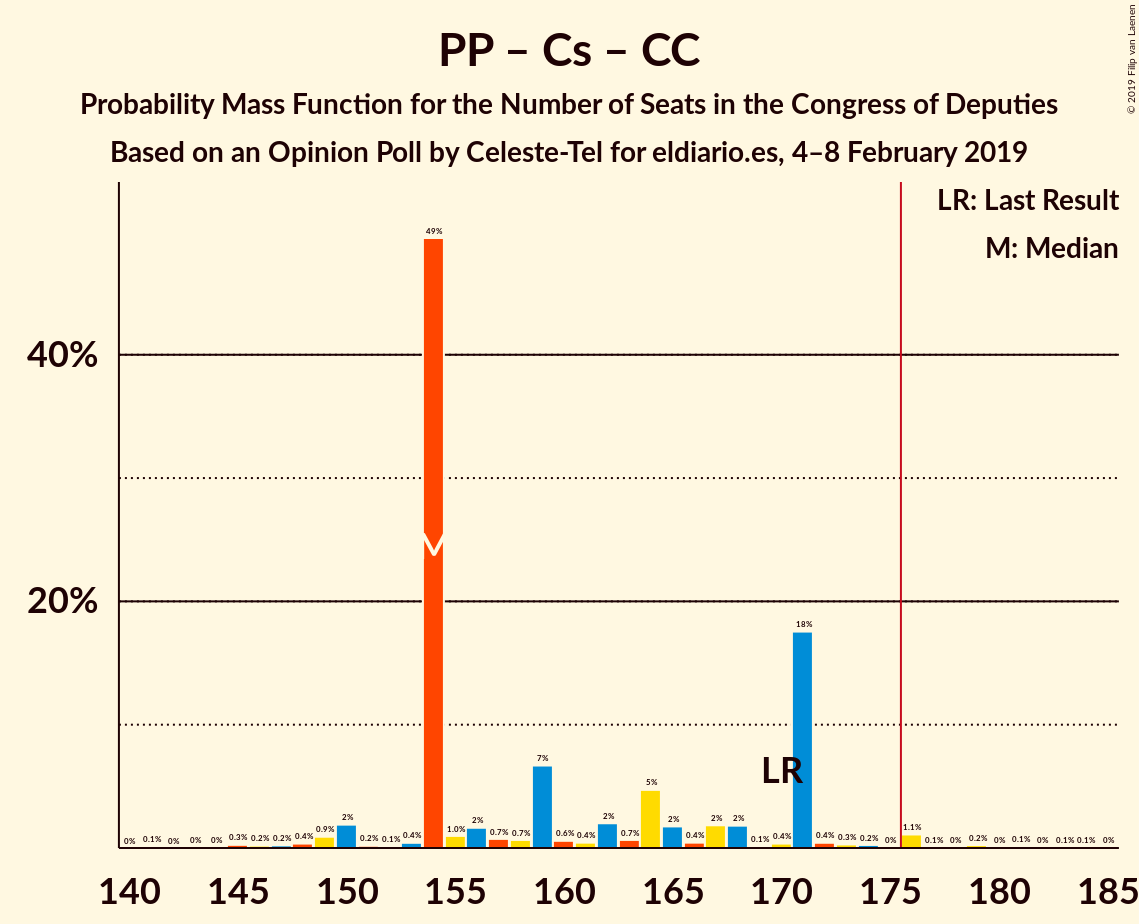 PP – Cs – CC
Probability Mass Function for the Number of Seats in the Congress of Deputies
Based on an Opinion Poll by Celeste-Tel for eldiario.es, 4–8 February 2019
© 2019 Filip van Laenen
LR: Last Result
M: Median
49%
40%
20%
M
LR
0% 0.1% 0% 0% 0% 0.3% 0.2% 0.2% 0.4% 0.9% 2% 0.2% 0.1% 0.4% 1.0% 2% 0.7% 0.7% 7% 0.6% 0.4% 2% 0.7% 5% 2% 0.4% 2% 2% 0.1% 0.4% 18% 0.4% 0.3% 0.2% 0% 1.1% 0.1% 0% 0.2% 0% 0.1% 0% 0.1% 0.1% 0%
140 145 150 155 160 165 170 175 180 185